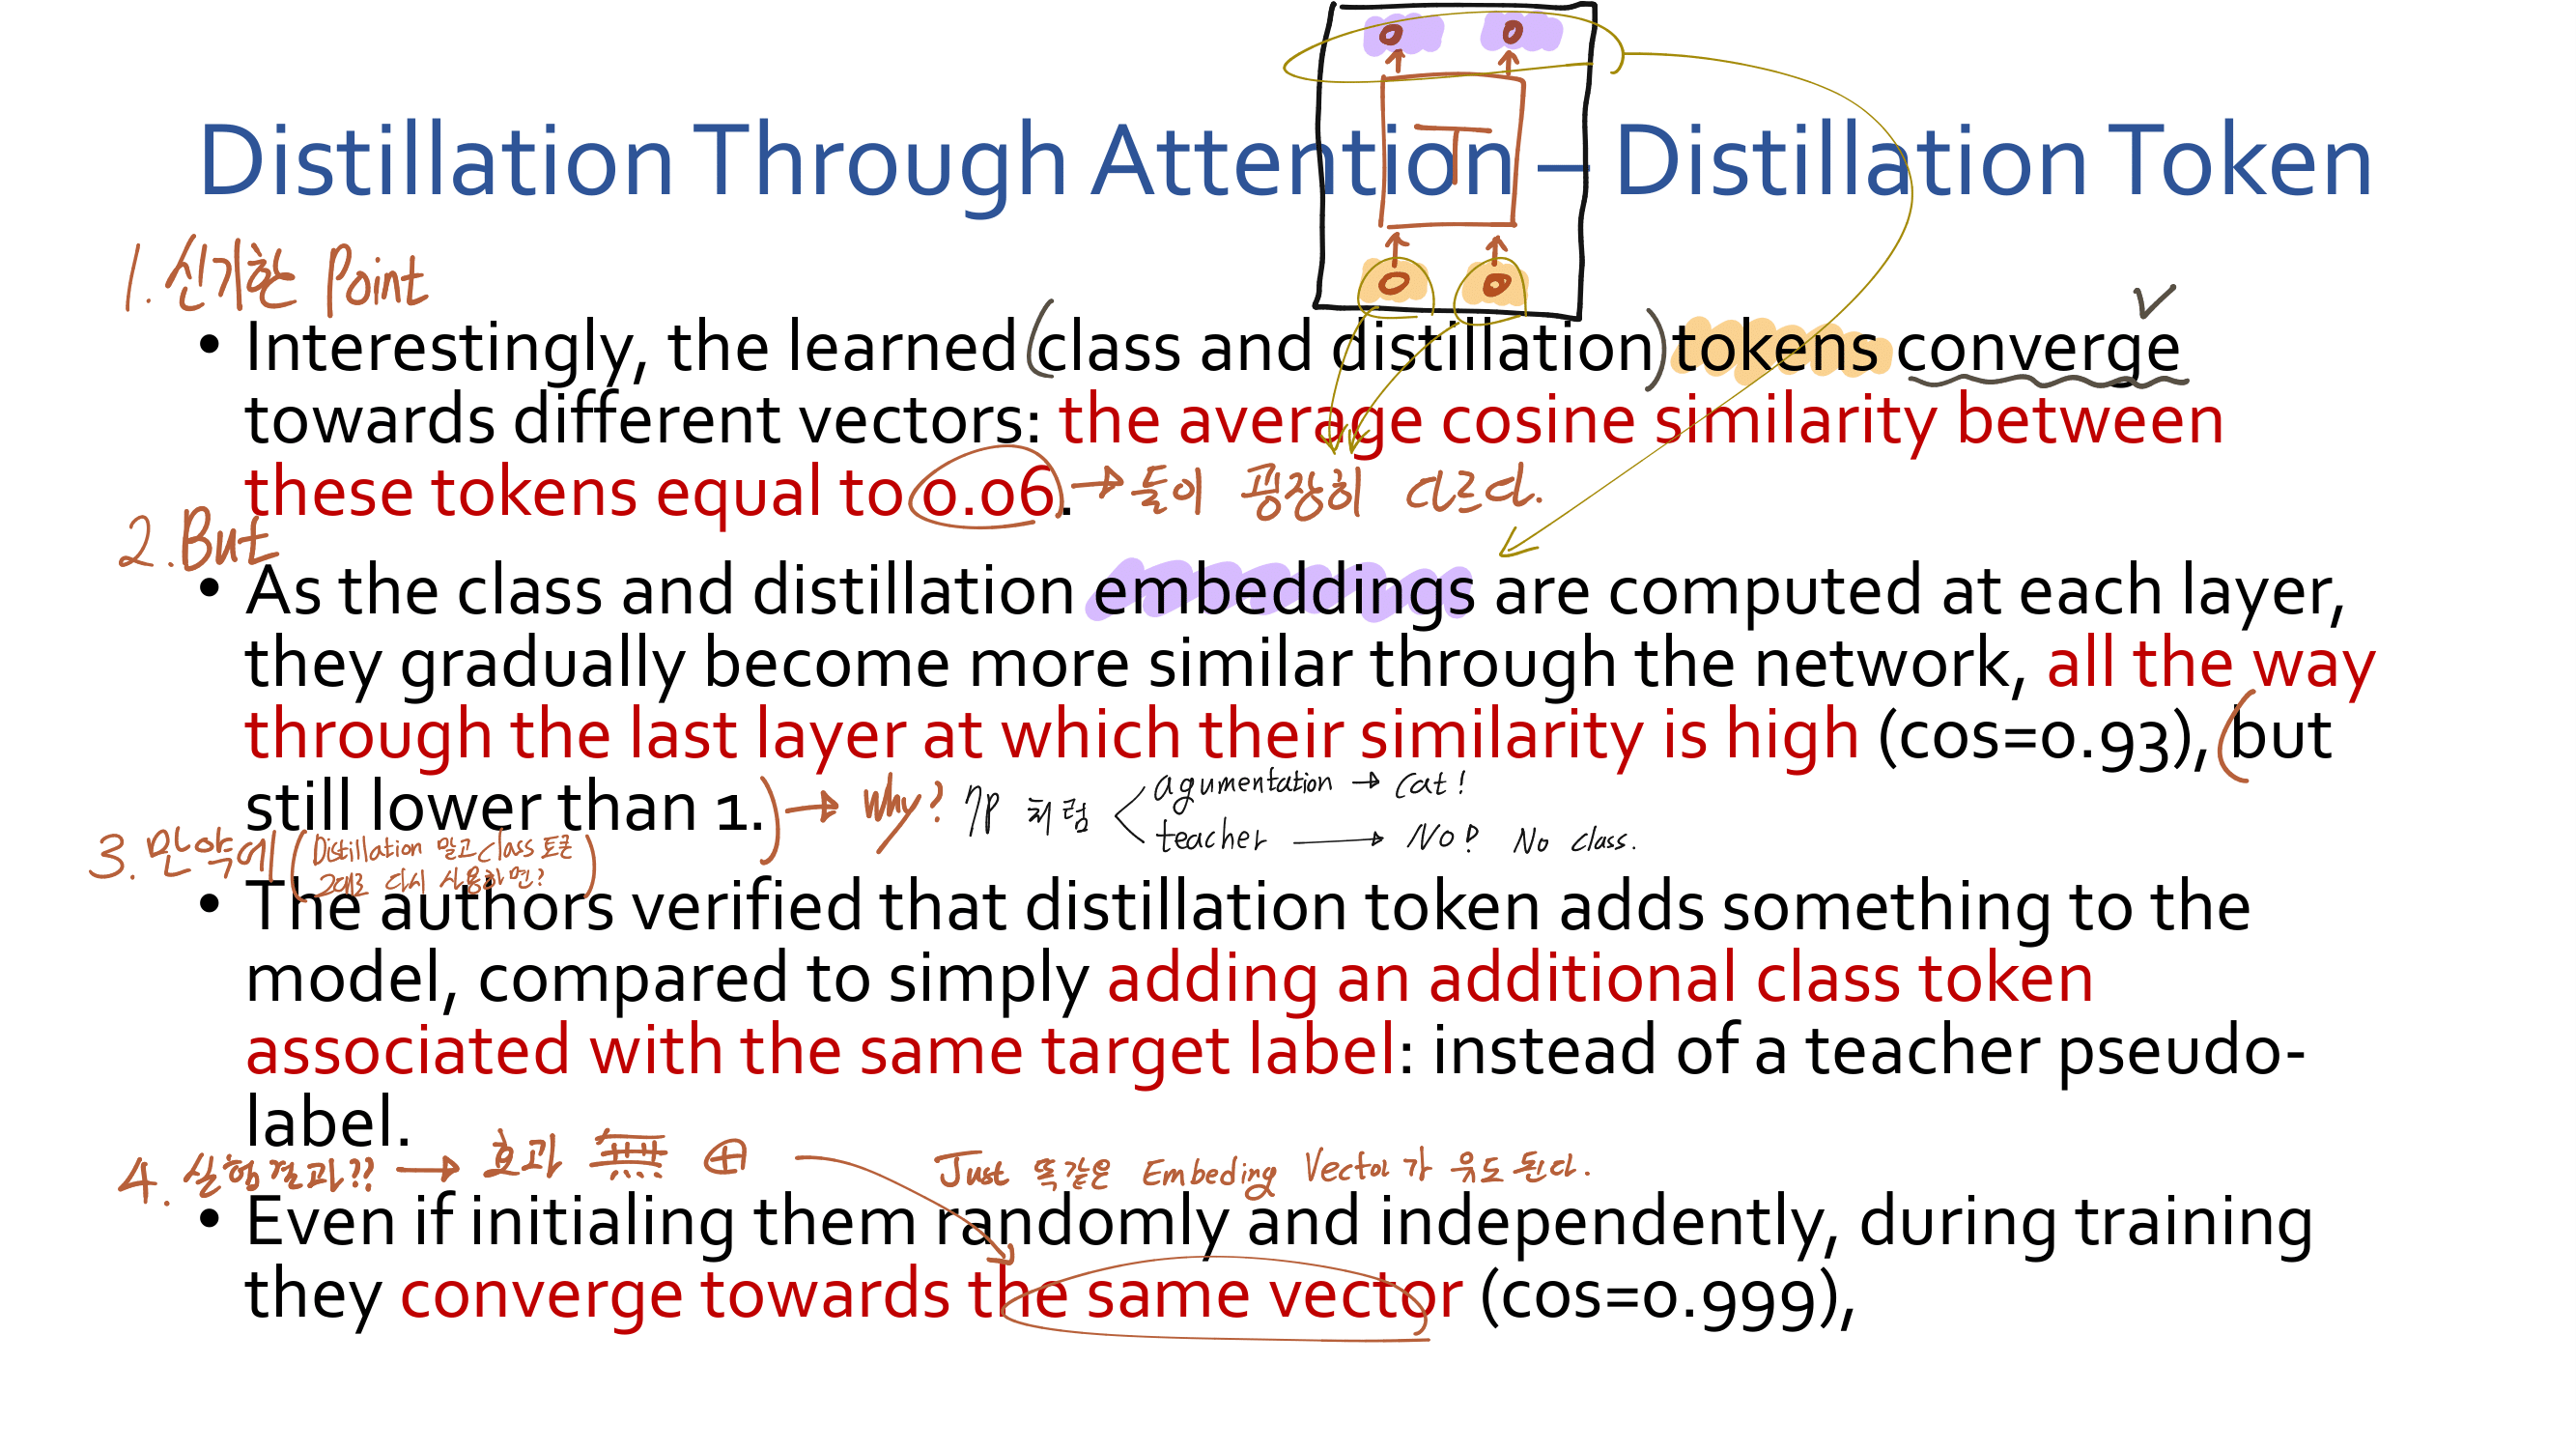 Distillation Through Attention – Distillation Token
T
1. 신기한 Point
• Interestingly, the learned (class and distillation) tokens converge
towards different vectors: the average cosine similarity between
these tokens equal to 0.06. → 둘이 굉장히 다르다.
2. But
• As the class and distillation embeddings are computed at each layer,
they gradually become more similar through the network, all the way
through the last layer at which their similarity is high (cos=0.93), (but
still lower than 1.) → Why? 처럼
agumentation → Cat!
teacher → No! No class.
3. 만약에 (Distillation 말고 class 토큰
그대로 다시 사용하면?)
• The authors verified that distillation token adds something to the
model, compared to simply adding an additional class token
associated with the same target label: instead of a teacher pseudo-
label.
4. 실험결과?? → 효과 無 ⊕ Just 똑같은 Embeding Vector가 유도 된다.
• Even if initialing them randomly and independently, during training
they converge towards the same vector (cos=0.999),